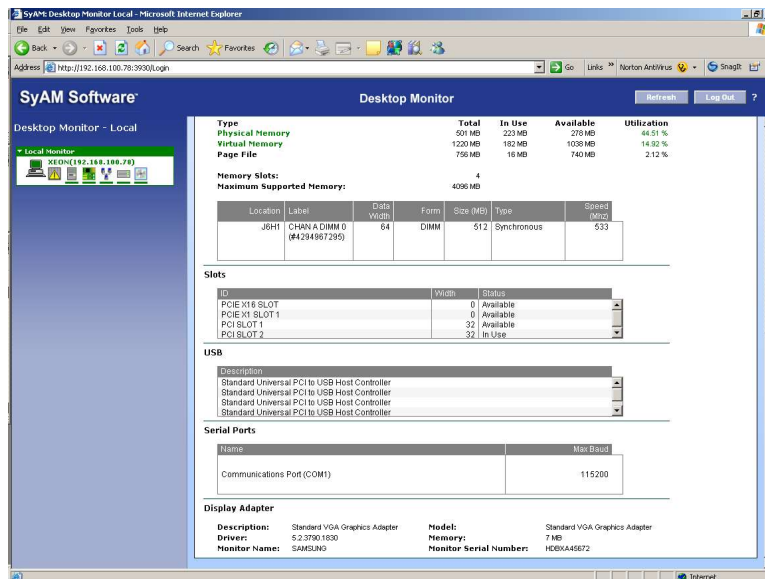 SyAM: Desktop Monitor Local - Microsoft Internet Explorer
File Edit View Favorites Tools Help
Back Search Favorites
Address http://192.168.100.78:3930/Login Go Links » Norton AntiVirus SnagIt
SyAM Software Desktop Monitor Refresh Log Out ?
Desktop Monitor - Local
Local Monitor
XEON(192.168.100.78)
Type Total In Use Available Utilization
Physical Memory 501 MB 223 MB 278 MB 44.51 %
Virtual Memory 1220 MB 182 MB 1038 MB 14.92 %
Page File 756 MB 16 MB 740 MB 2.12 %
Memory Slots: 4
Maximum Supported Memory: 4096 MB
Location Label Data Width Form Size (MB) Type Speed (Mhz)
J6H1 CHAN A DIMM 0 64 DIMM 512 Synchronous 533
(#4294967295)
Slots
ID Width Status
PCIE X16 SLOT 0 Available
PCIE X1 SLOT 1 0 Available
PCI SLOT 1 32 Available
PCI SLOT 2 32 In Use
USB
Description
Standard Universal PCI to USB Host Controller
Standard Universal PCI to USB Host Controller
Standard Universal PCI to USB Host Controller
Standard Universal PCI to USB Host Controller
Serial Ports
Name Max Baud
Communications Port (COM1) 115200
Display Adapter
Description: Standard VGA Graphics Adapter Model: Standard VGA Graphics Adapter
Driver: 5.2.3790.1830 Memory: 7 MB
Monitor Name: SAMSUNG Monitor Serial Number: HDBXA45672
Internet